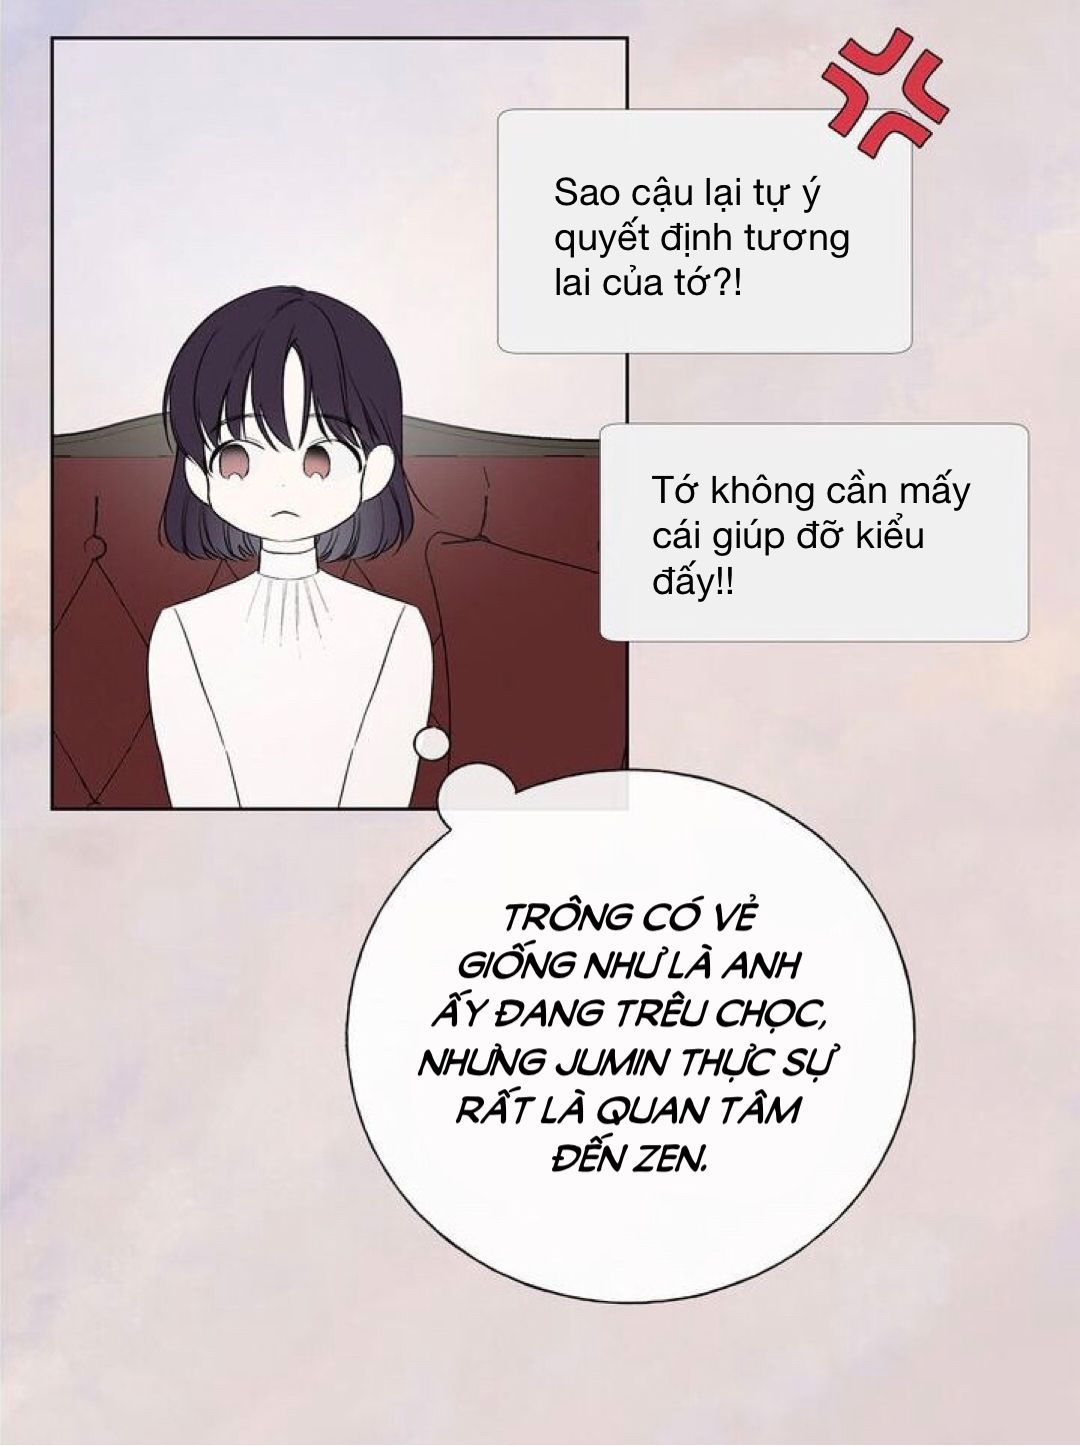 Sao cậu lại tự ý
quyết định tương
lai của tớ?!
Tớ không cần mấy
cái giúp đỡ kiểu
đấy!!
TRÔNG CÓ VẺ
GIỐNG NHƯ LÀ ANH
ẤY ĐANG TRÊU CHỌC,
NHƯNG JUMIN THỰC SỰ
RẤT LÀ QUAN TÂM
ĐẾN ZEN.